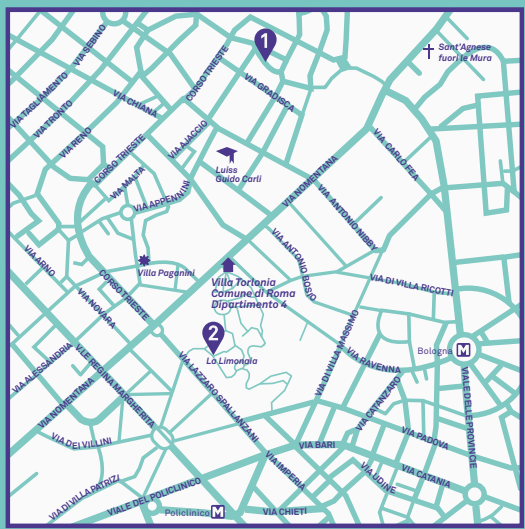 1
Sant'Agnese
fuori le Mura
VIA SEBINO
CORSO TRIESTE
VIA GRADISCA
VIA TAGLIAMENTO
VIA CHIANA
VIA TRONTO
VIA RENO
VIA AJACCIO
VIA CARLO FEA
CORSO TRIESTE
Luiss
Guido Carli
VIA MALTA
VIA APPENNINI
VIA NOMENTANA
VIA ANTONIO NIBBY
VIA ANTONIO BOSIO
VIA ARNO
Villa Paganini
Villa Torlonia
Comune di Roma
Dipartimento 4
VIA DI VILLA RICOTTI
CORSO TRIESTE
VIA NOVARA
2
La Limonaia
VIA DI VILLA MASSIMO
Bologna
M
VIA ALESSANDRIA
V.LE REGINA MARGHERITA
VIA RAVENNA
VIA NOMENTANA
VIA LAZZARO SPALLANZANI
VIA CATANZARO
VIALE DELLE PROVINCIE
VIA DEI VILLINI
VIA BARI
VIA PADOVA
VIA IMPERIA
VIA UDINE
VIA CATANIA
VIA DI VILLA PATRIZI
VIALE DEL POLICLINICO
Policlinico
M
VIA CHIETI